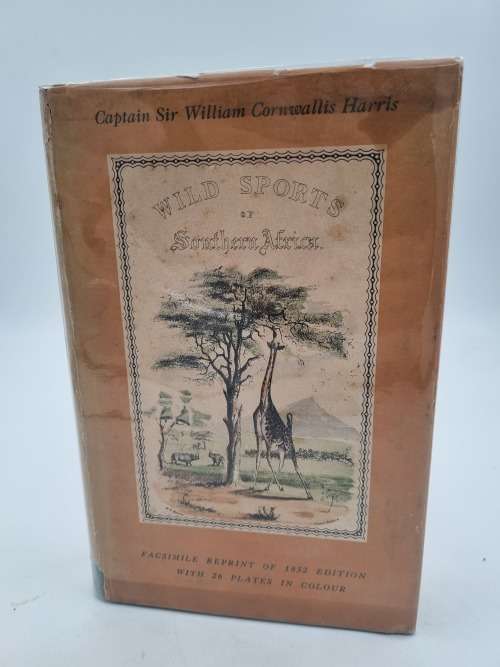 Captain Sir William Cornwallis Harris
WILD SPORTS
OF
Southern Africa.
FACSIMILE REPRINT OF 1852 EDITION
WITH 26 PLATES IN COLOUR